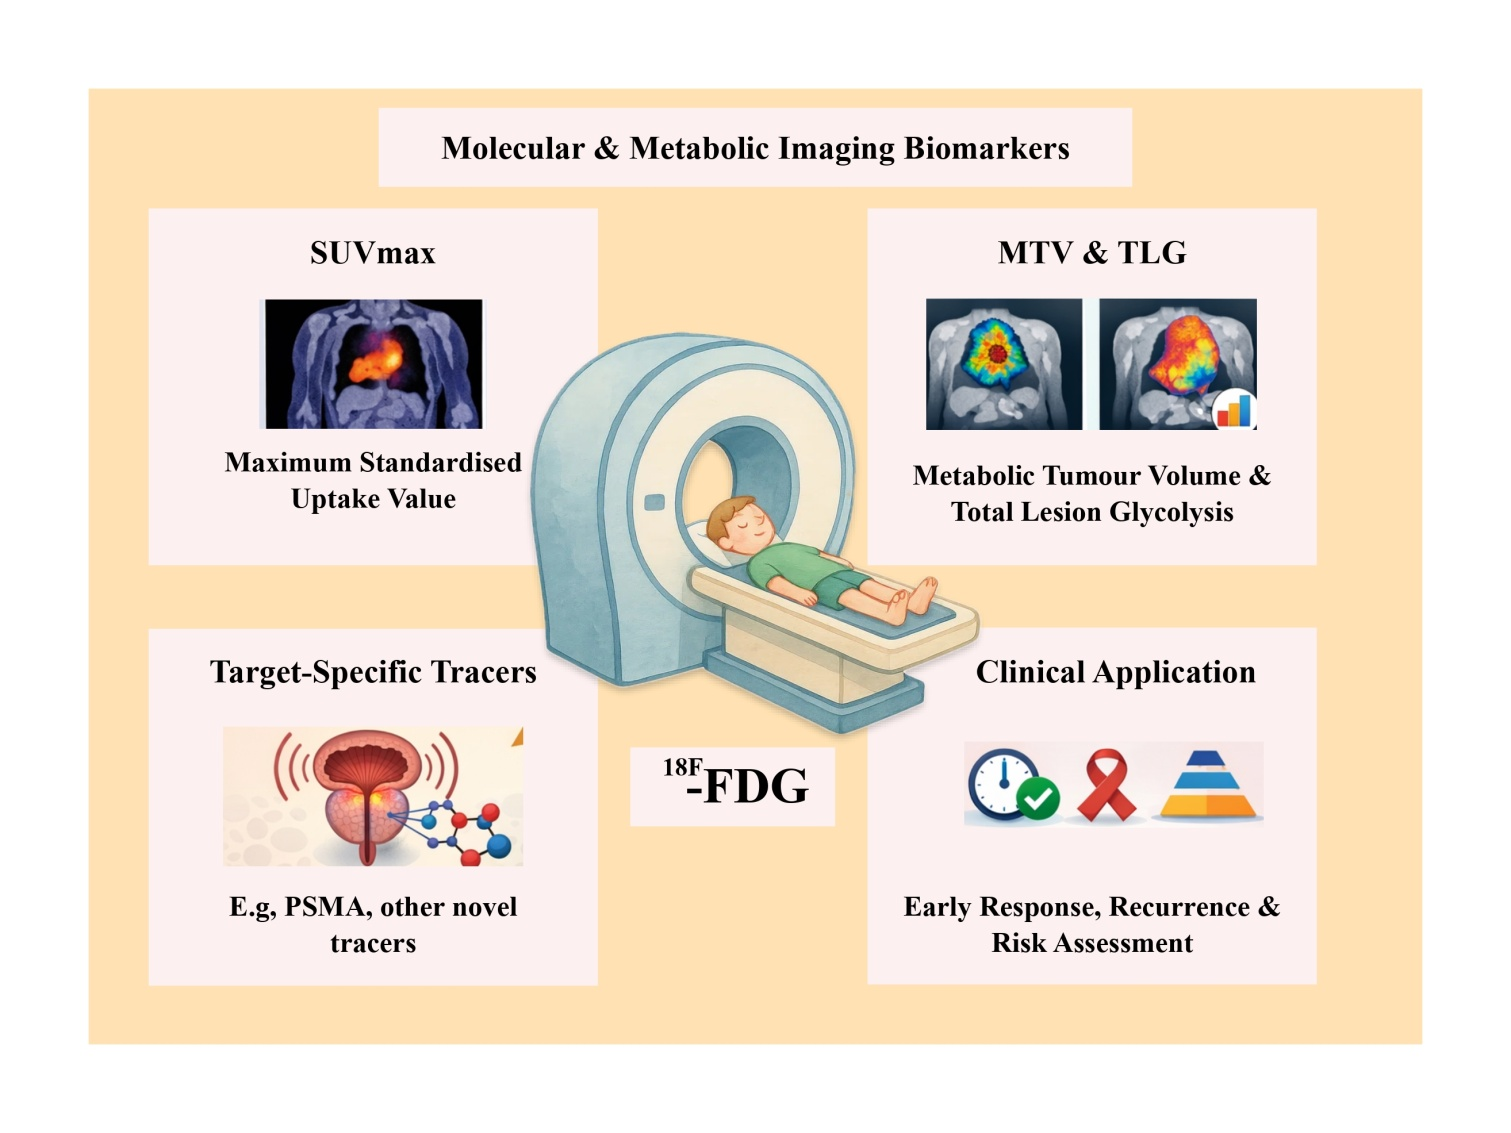 Molecular & Metabolic Imaging Biomarkers
SUVmax
Maximum Standardised
Uptake Value
MTV & TLG
Metabolic Tumour Volume &
Total Lesion Glycolysis
Target-Specific Tracers
E.g, PSMA, other novel
tracers
18F-FDG
Clinical Application
Early Response, Recurrence &
Risk Assessment